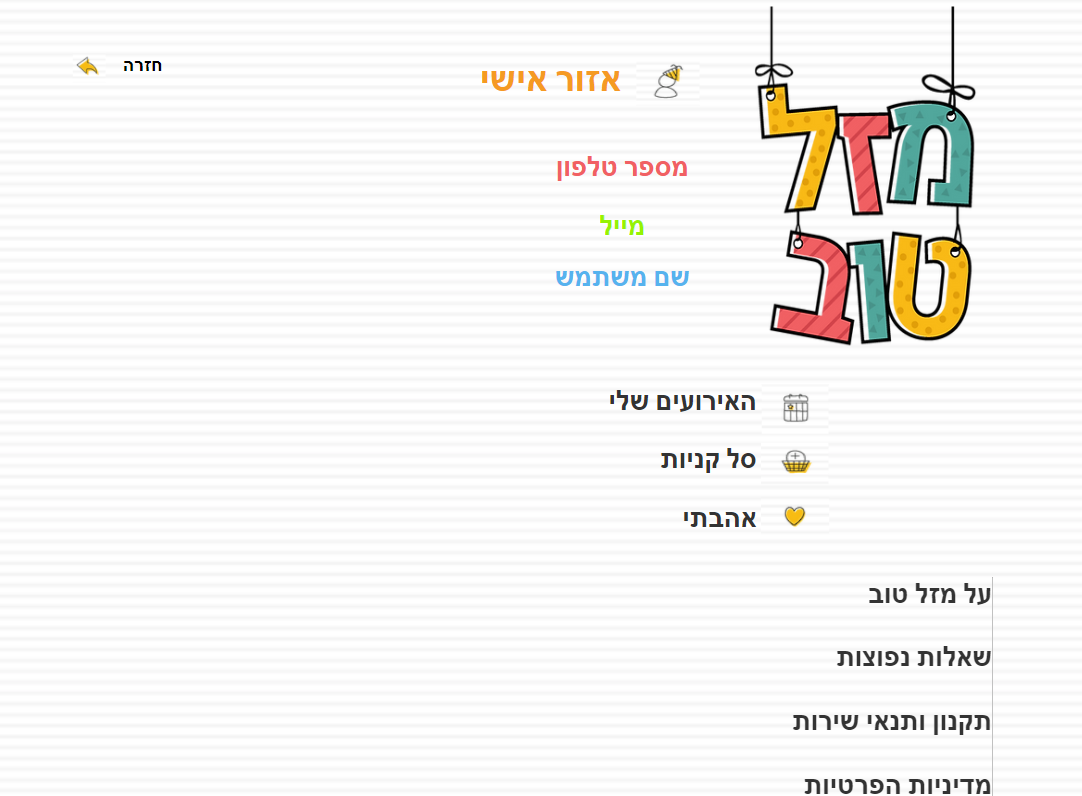 חזרה
אזור אישי
מזל
טוב
מספר טלפון
מייל
שם משתמש
האירועים שלי
סל קניות
אהבתי
על מזל טוב
שאלות נפוצות
תקנון ותנאי שירות
מדיניות הפרטיות